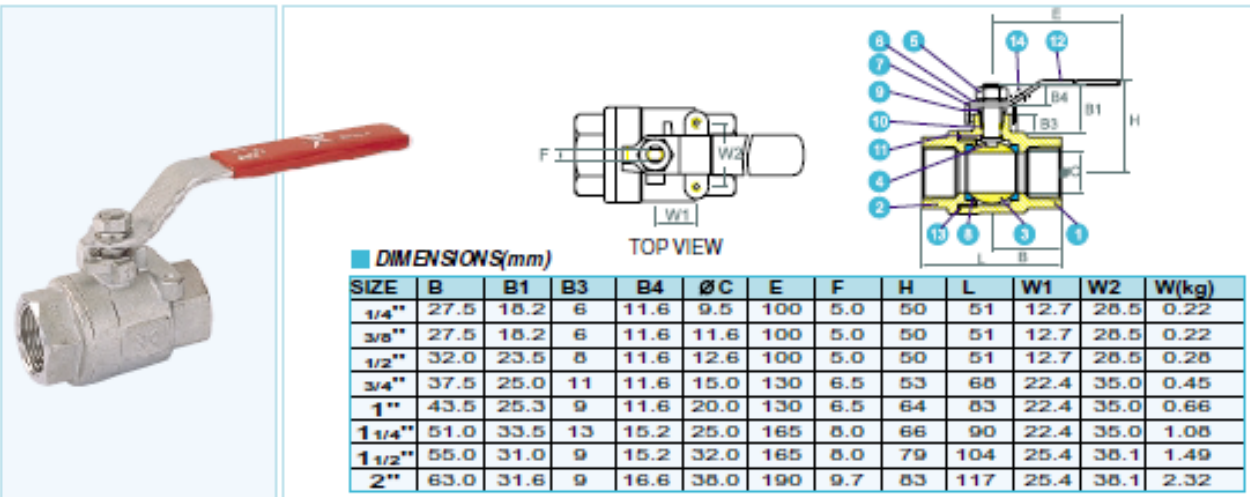 E
6 5 14 12
7
9 B4 B1
10 B3 H
11
F W2 4 ØC
2
W1 13 8 3 1
TOP VIEW
L B
DIMENSIONS(mm)
SIZE B B1 B3 B4 ØC E F H L W1 W2 W(kg)
1/4" 27.5 18.2 6 11.6 9.5 100 5.0 50 51 12.7 28.5 0.22
3/8" 27.5 18.2 6 11.6 11.6 100 5.0 50 51 12.7 28.5 0.22
1/2" 32.0 23.5 8 11.6 12.6 100 5.0 50 51 12.7 28.5 0.28
3/4" 37.5 25.0 11 11.6 15.0 130 6.5 53 68 22.4 35.0 0.45
1" 43.5 25.3 9 11.6 20.0 130 6.5 64 83 22.4 35.0 0.66
1 1/4" 51.0 33.5 13 15.2 25.0 165 8.0 66 90 22.4 35.0 1.08
1 1/2" 55.0 31.0 9 15.2 32.0 165 8.0 79 104 25.4 38.1 1.49
2" 63.0 31.6 9 16.6 38.0 190 9.7 83 117 25.4 38.1 2.32